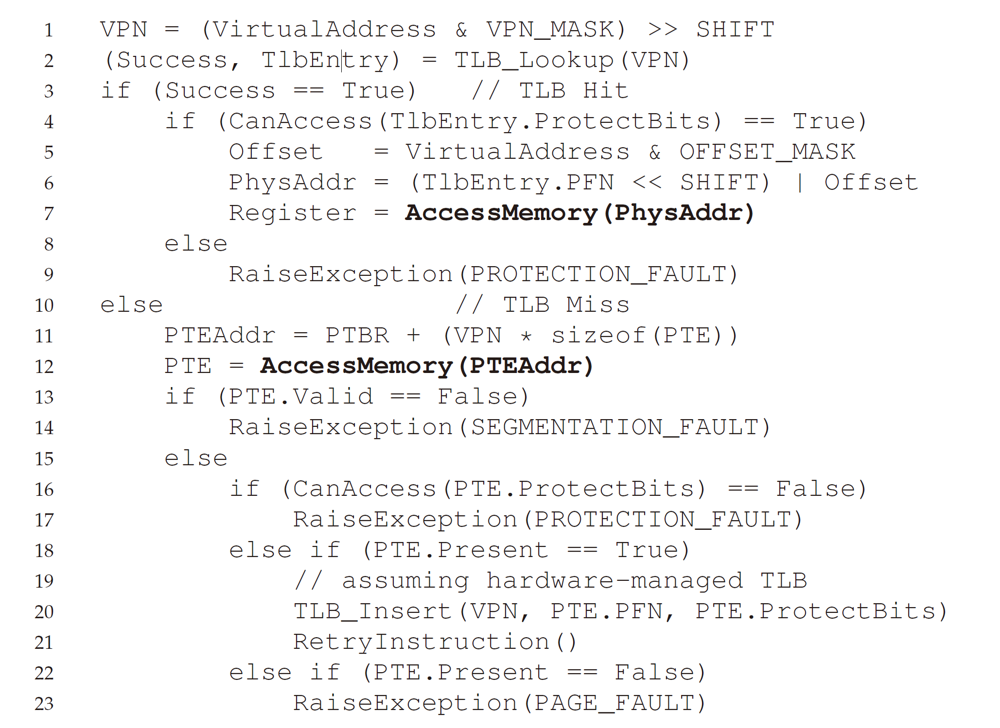 1 VPN = (VirtualAddress & VPN_MASK) >> SHIFT
2 (Success, TlbEntry) = TLB_Lookup(VPN)
3 if (Success == True) // TLB Hit
4 if (CanAccess(TlbEntry.ProtectBits) == True)
5 Offset = VirtualAddress & OFFSET_MASK
6 PhysAddr = (TlbEntry.PFN << SHIFT) | Offset
7 Register = AccessMemory(PhysAddr)
8 else
9 RaiseException(PROTECTION_FAULT)
10 else // TLB Miss
11 PTEAddr = PTBR + (VPN * sizeof(PTE))
12 PTE = AccessMemory(PTEAddr)
13 if (PTE.Valid == False)
14 RaiseException(SEGMENTATION_FAULT)
15 else
16 if (CanAccess(PTE.ProtectBits) == False)
17 RaiseException(PROTECTION_FAULT)
18 else if (PTE.Present == True)
19 // assuming hardware-managed TLB
20 TLB_Insert(VPN, PTE.PFN, PTE.ProtectBits)
21 RetryInstruction()
22 else if (PTE.Present == False)
23 RaiseException(PAGE_FAULT)